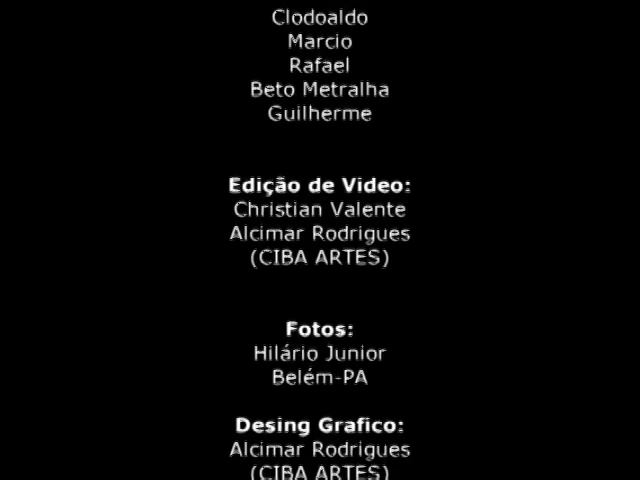 Clodoaldo
Marcio
Rafael
Beto Metralha
Guilherme
Edição de Video:
Christian Valente
Alcimar Rodrigues
(CIBA ARTES)
Fotos:
Hilário Junior
Belém-PA
Desing Grafico:
Alcimar Rodrigues
(CIBA ARTES)